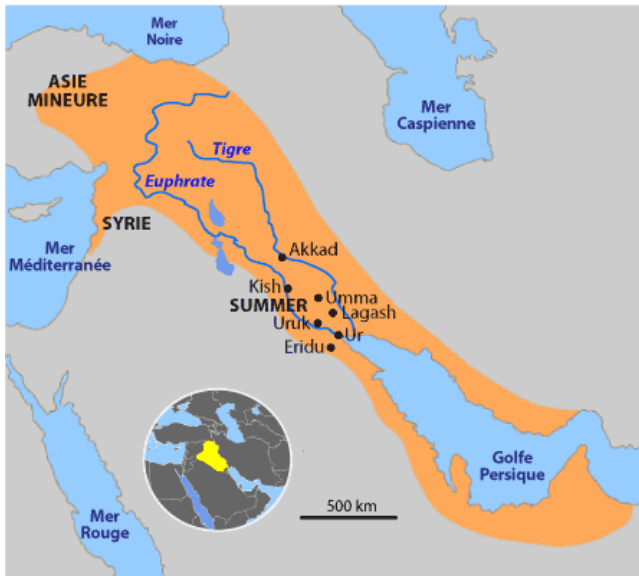 Mer
Noire
ASIE
MINEURE
Mer
Caspienne
Tigre
Euphrate
SYRIE
Mer
Méditerranée
Akkad
Kish
Umma
SUMMER
Lagash
Uruk
Ur
Eridu
Golfe
Persique
500 km
Mer
Rouge